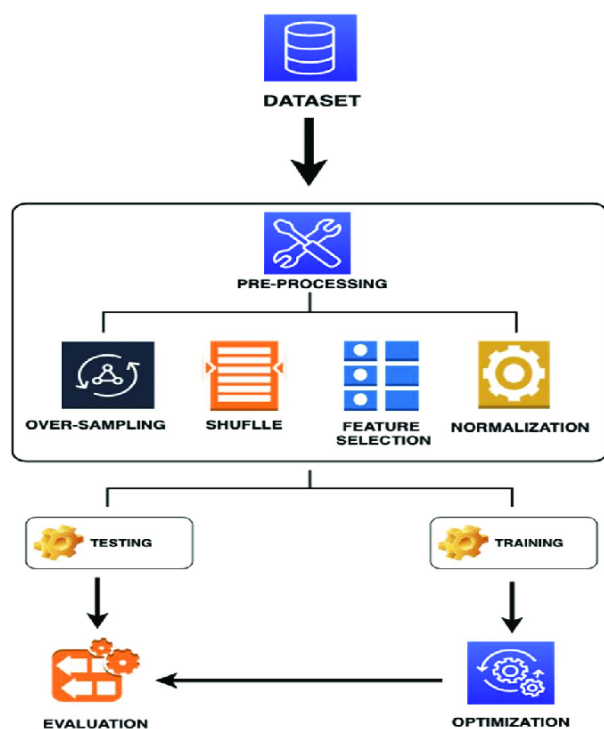 DATASET
PRE-PROCESSING
OVER-SAMPLING
SHUFLLE
FEATURE
SELECTION
NORMALIZATION
TESTING
TRAINING
EVALUATION
OPTIMIZATION